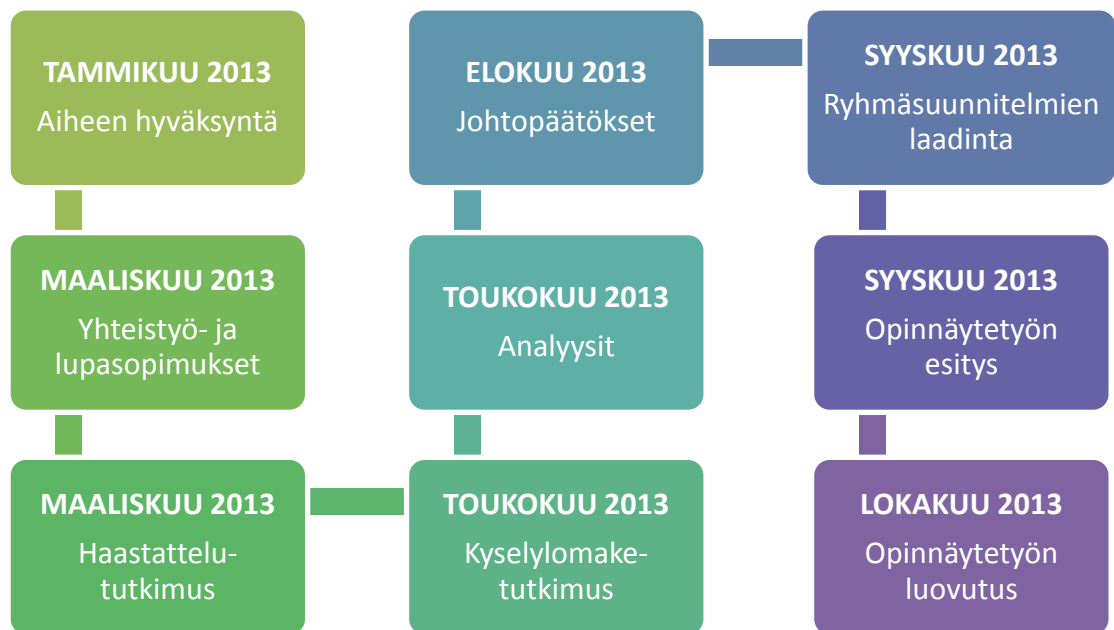 TAMMIKUU 2013
Aiheen hyväksyntä
MAALISKUU 2013
Yhteistyö- ja
lupasopimukset
MAALISKUU 2013
Haastattelu-
tutkimus
TOUKOKUU 2013
Kyselylomake-
tutkimus
TOUKOKUU 2013
Analyysit
ELOKUU 2013
Johtopäätökset
SYYSKUU 2013
Ryhmäsuunnitelmien
laadinta
SYYSKUU 2013
Opinnäytetyön
esitys
LOKAKUU 2013
Opinnäytetyön
luovutus